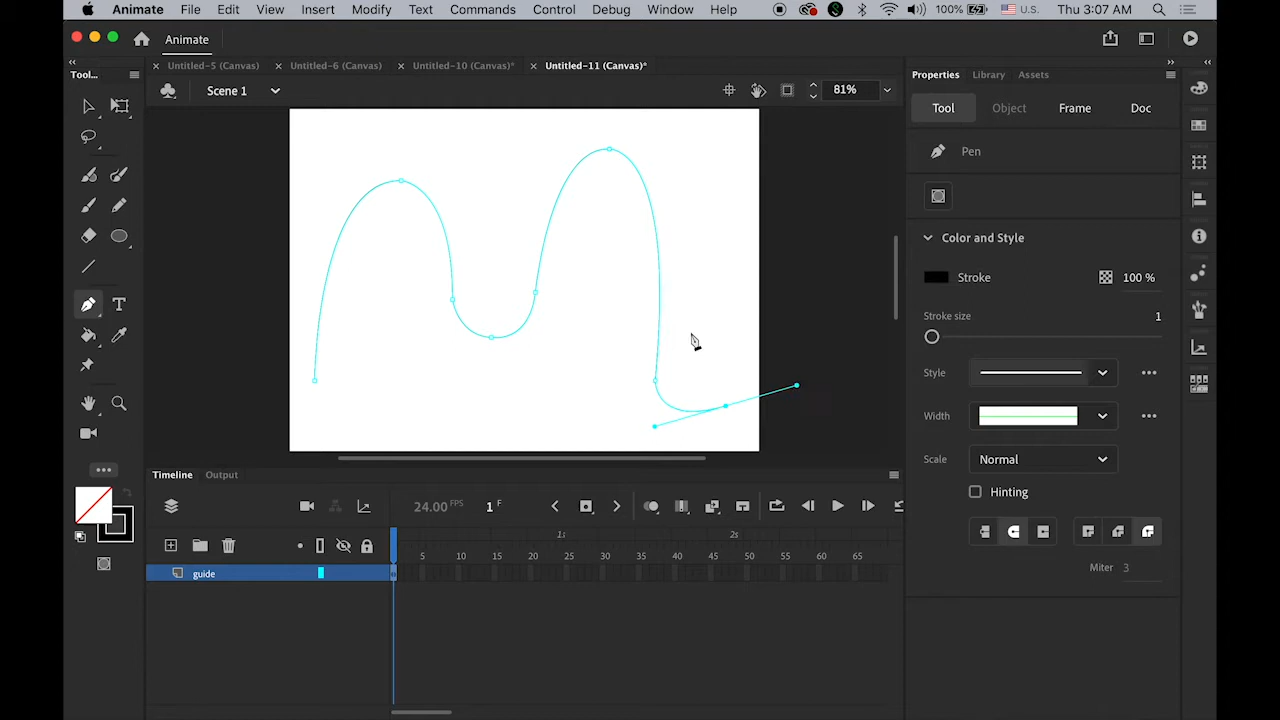 Animate File Edit View Insert Modify Text Commands Control Debug Window Help 100% U.S. Thu 3:07 AM
Animate
Tool...
Untitled-5 (Canvas) Untitled-6 (Canvas) Untitled-10 (Canvas)* Untitled-11 (Canvas)*
Scene 1 81%
Properties Library Assets
Tool Object Frame Doc
Pen
Color and Style
Stroke 100 %
Stroke size 1
Style
Width
Scale Normal
Hinting
Miter 3
Timeline Output
24.00 FPS 1 F
1s 2s
5 10 15 20 25 30 35 40 45 50 55 60 65
guide